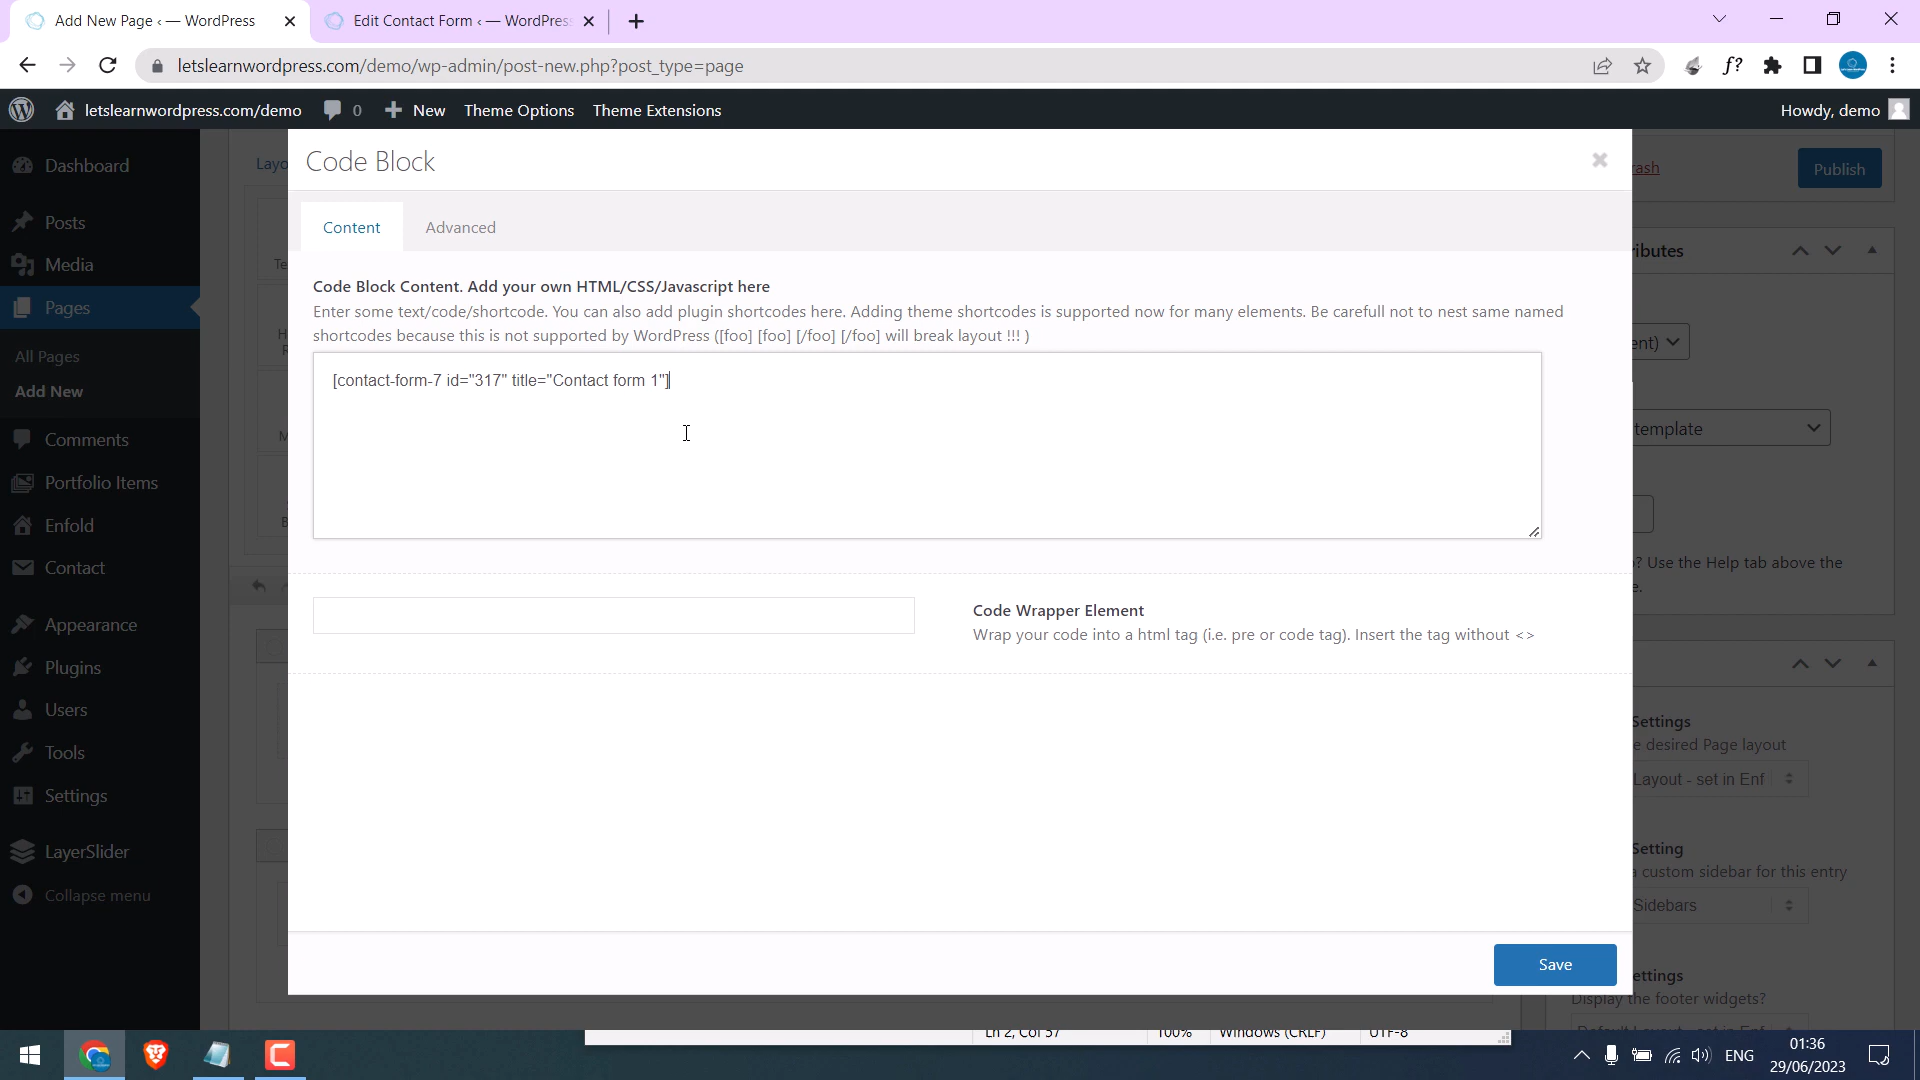 Add New Page ‹ — WordPress
Edit Contact Form ‹ — WordPres
letslearnwordpress.com/demo/wp-admin/post-new.php?post_type=page
f?
letslearnwordpress.com/demo
0
New
Theme Options
Theme Extensions
Howdy, demo
Dashboard
Posts
Media
Pages
All Pages
Add New
Comments
Portfolio Items
Enfold
Contact
Appearance
Plugins
Users
Tools
Settings
LayerSlider
Collapse menu
Layo
Te
H
R
M
B
Code Block
Content
Advanced
Code Block Content. Add your own HTML/CSS/Javascript here
Enter some text/code/shortcode. You can also add plugin shortcodes here. Adding theme shortcodes is supported now for many elements. Be carefull not to nest same named
shortcodes because this is not supported by WordPress ([foo] [foo] [/foo] [/foo] will break layout !!! )
[contact-form-7 id="317" title="Contact form 1"]
Code Wrapper Element
Wrap your code into a html tag (i.e. pre or code tag). Insert the tag without <>
Save
rash
Publish
ributes
ent)
template
? Use the Help tab above the
e.
Settings
e desired Page layout
Layout - set in Enf
Setting
a custom sidebar for this entry
Sidebars
ettings
Display the footer widgets?
Default Layout - set in Enf
Ln 2, Col 57
100%
Windows (CRLF)
UTF-8
ENG
01:36
29/06/2023